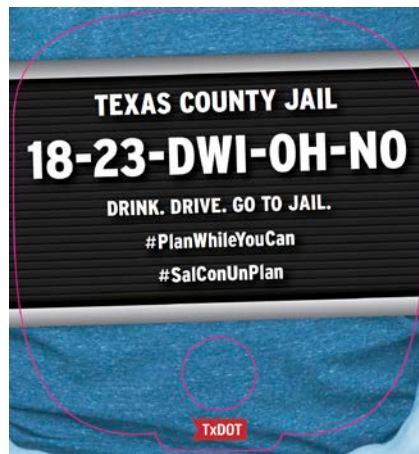 TEXAS COUNTY JAIL
18-23-DWI-OH-NO
DRINK. DRIVE. GO TO JAIL.
#PlanWhileYouCan
#SalConUnPlan
TxDOT